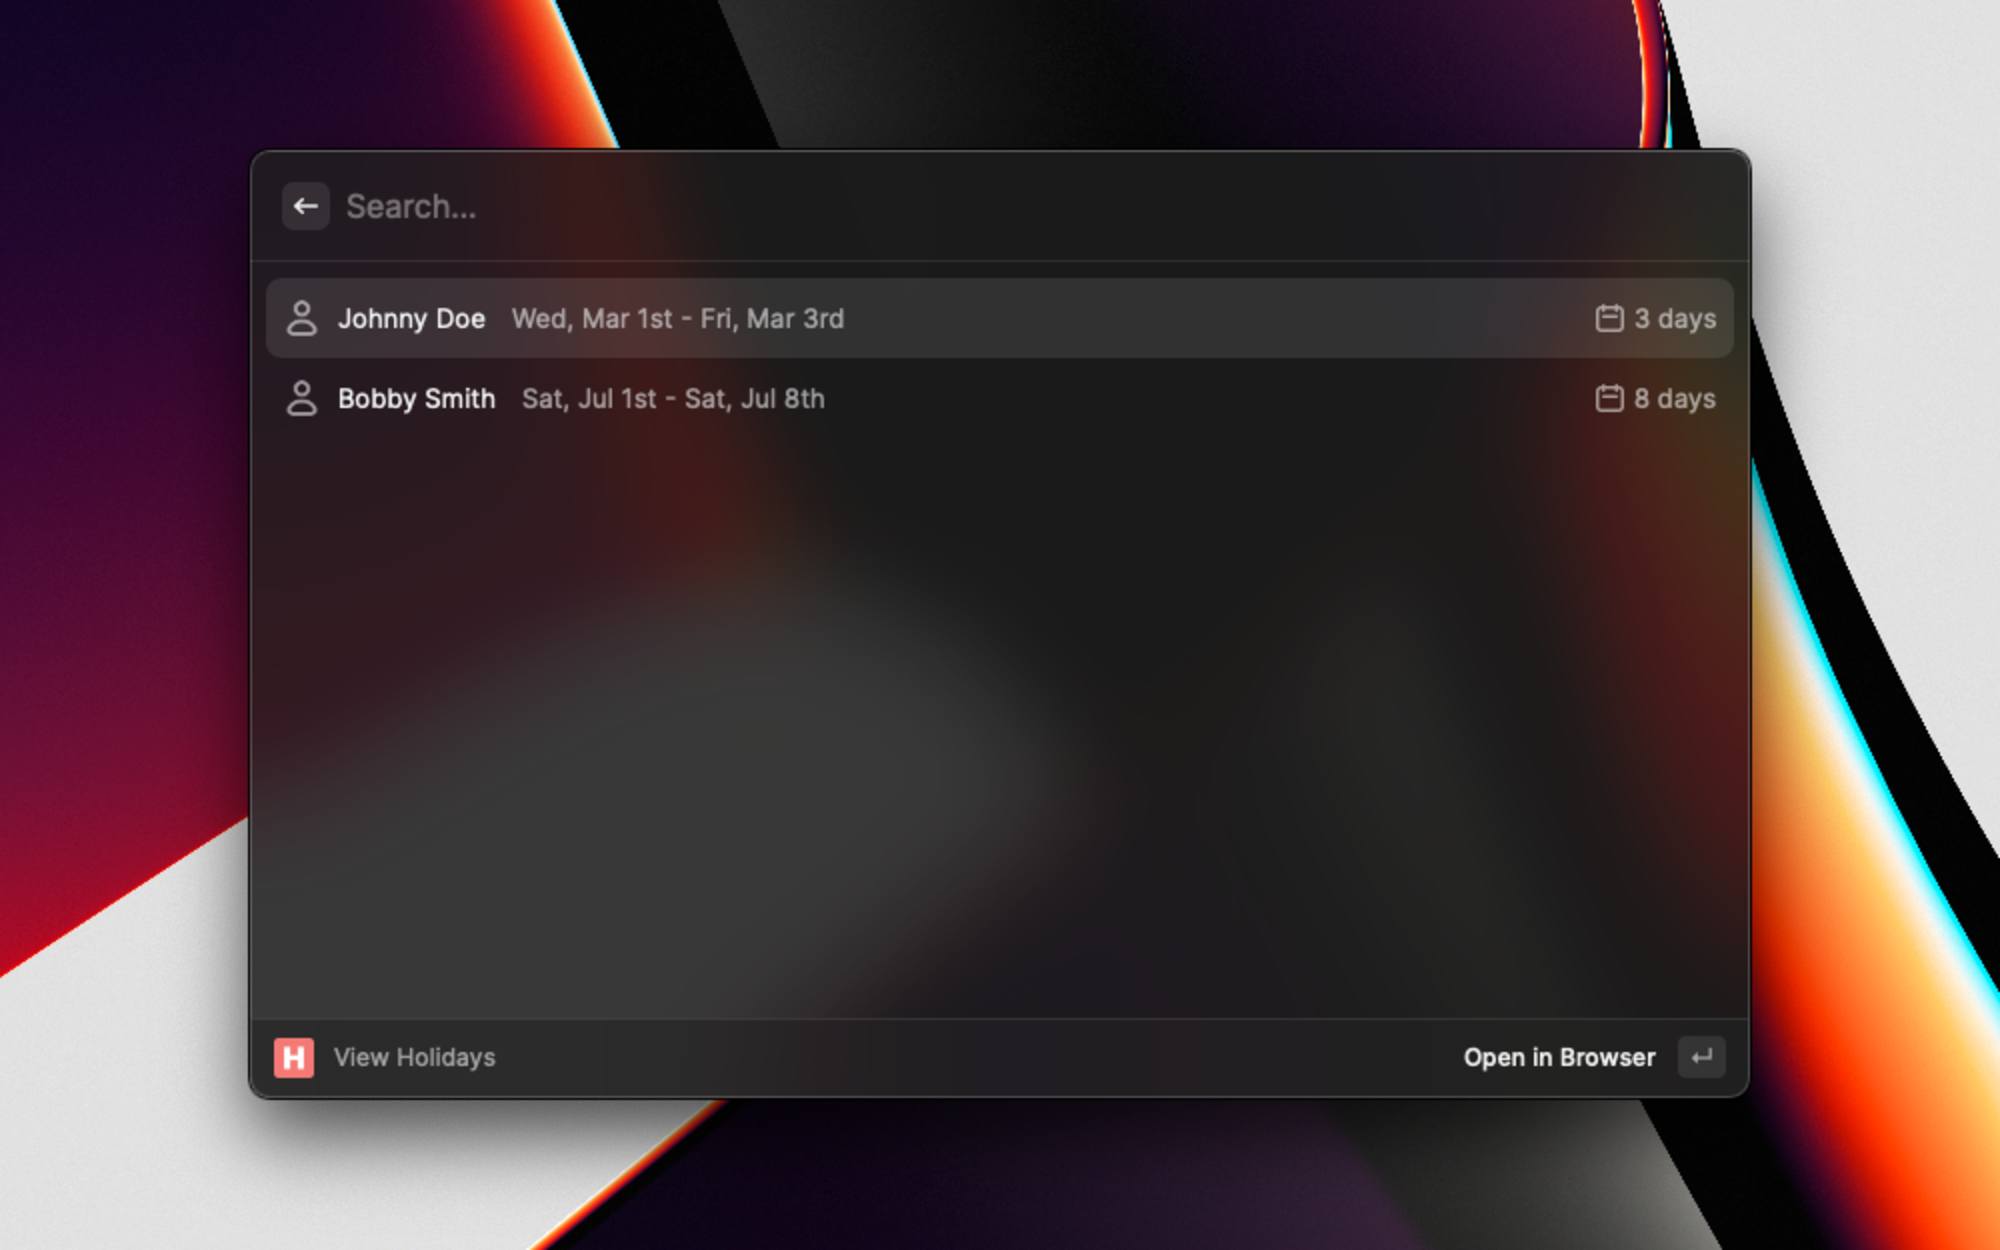 Search...
Johnny Doe Wed, Mar 1st - Fri, Mar 3rd 3 days
Bobby Smith Sat, Jul 1st - Sat, Jul 8th 8 days
H View Holidays Open in Browser